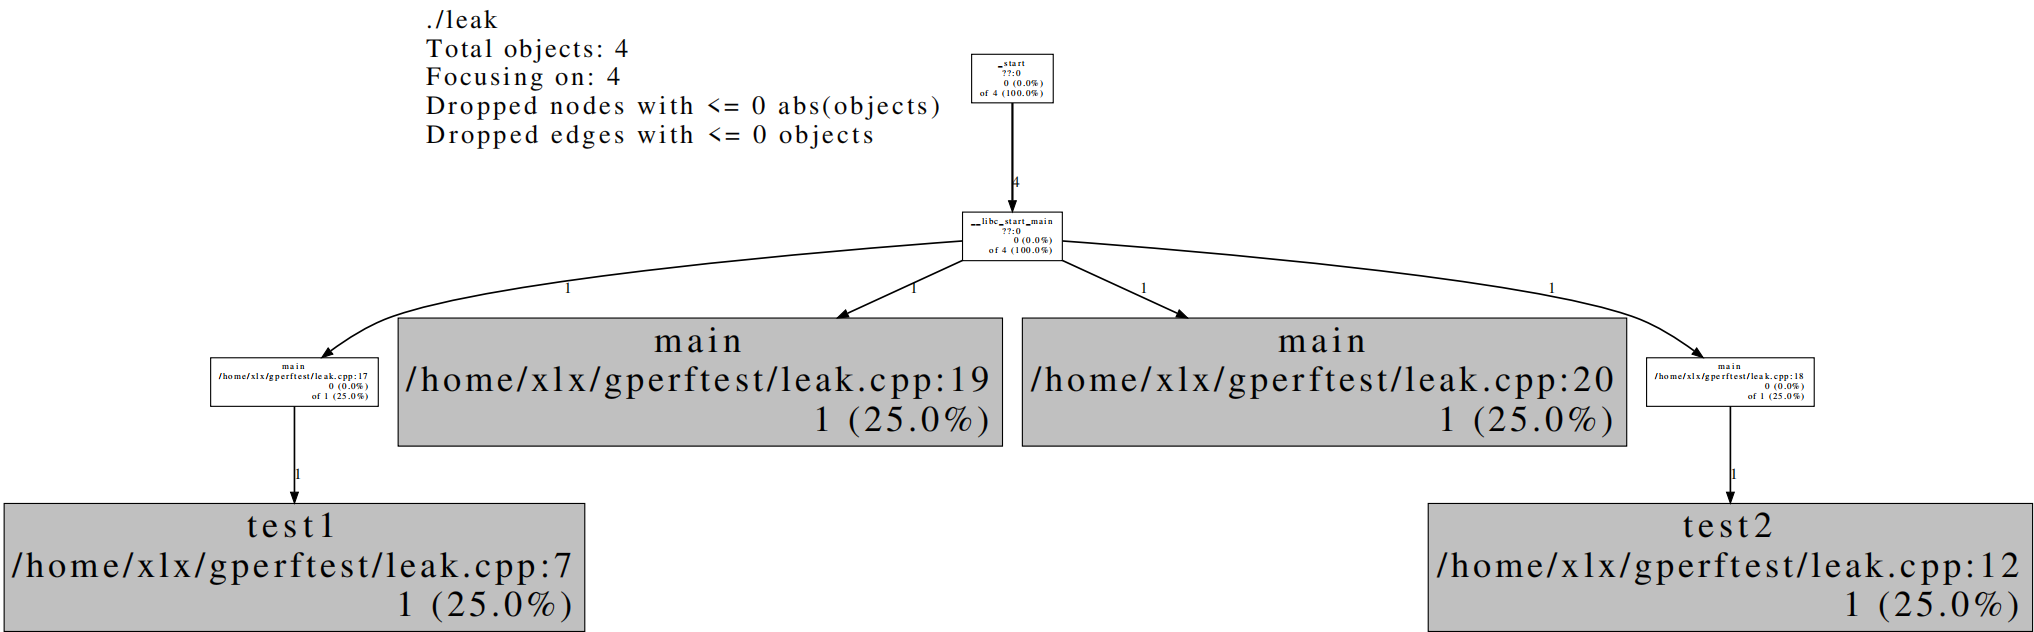 ./leak
Total objects: 4
Focusing on: 4
Dropped nodes with <= 0 abs(objects)
Dropped edges with <= 0 objects
_start
??:0
0 (0.0%)
of 4 (100.0%)
4
__libc_start_main
??:0
0 (0.0%)
of 4 (100.0%)
1
1
1
1
main
/home/xlx/gperftest/leak.cpp:17
0 (0.0%)
of 1 (25.0%)
main
/home/xlx/gperftest/leak.cpp:19
1 (25.0%)
main
/home/xlx/gperftest/leak.cpp:20
1 (25.0%)
main
/home/xlx/gperftest/leak.cpp:18
0 (0.0%)
of 1 (25.0%)
1
1
test1
/home/xlx/gperftest/leak.cpp:7
1 (25.0%)
test2
/home/xlx/gperftest/leak.cpp:12
1 (25.0%)